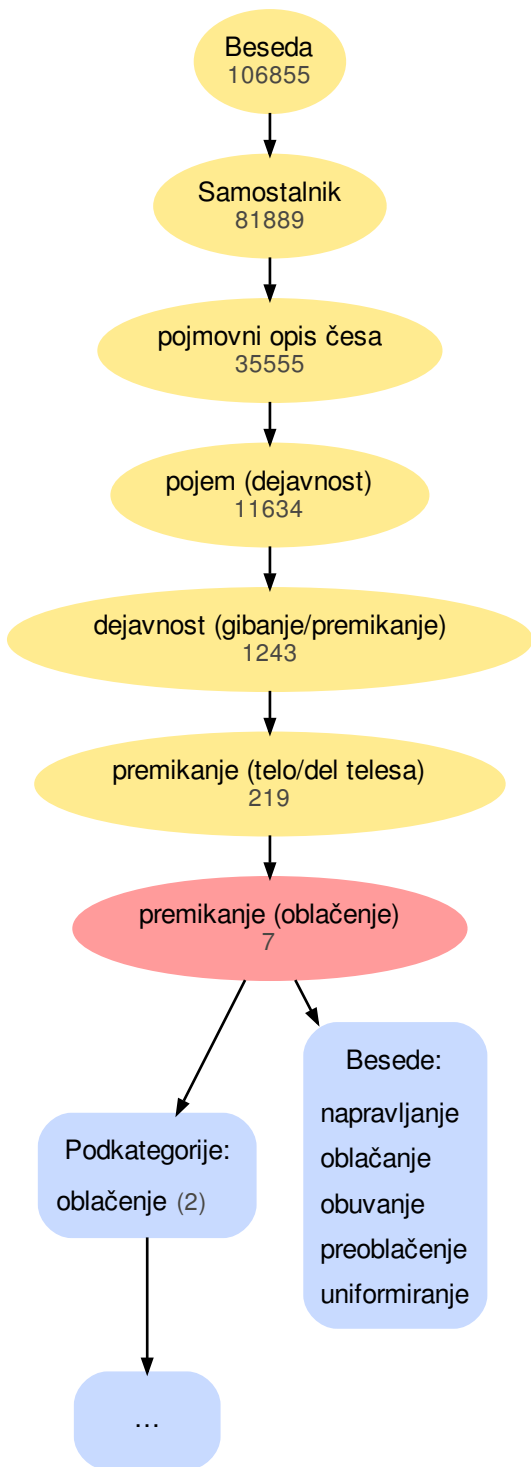 Beseda
106855
Samostalnik
81889
pojmovni opis česa
35555
pojem (dejavnost)
11634
dejavnost (gibanje/premikanje)
1243
premikanje (telo/del telesa)
219
premikanje (oblačenje)
7
Podkategorije:
oblačenje (2)
…
Besede:
napravljanje
oblačanje
obuvanje
preoblačenje
uniformiranje